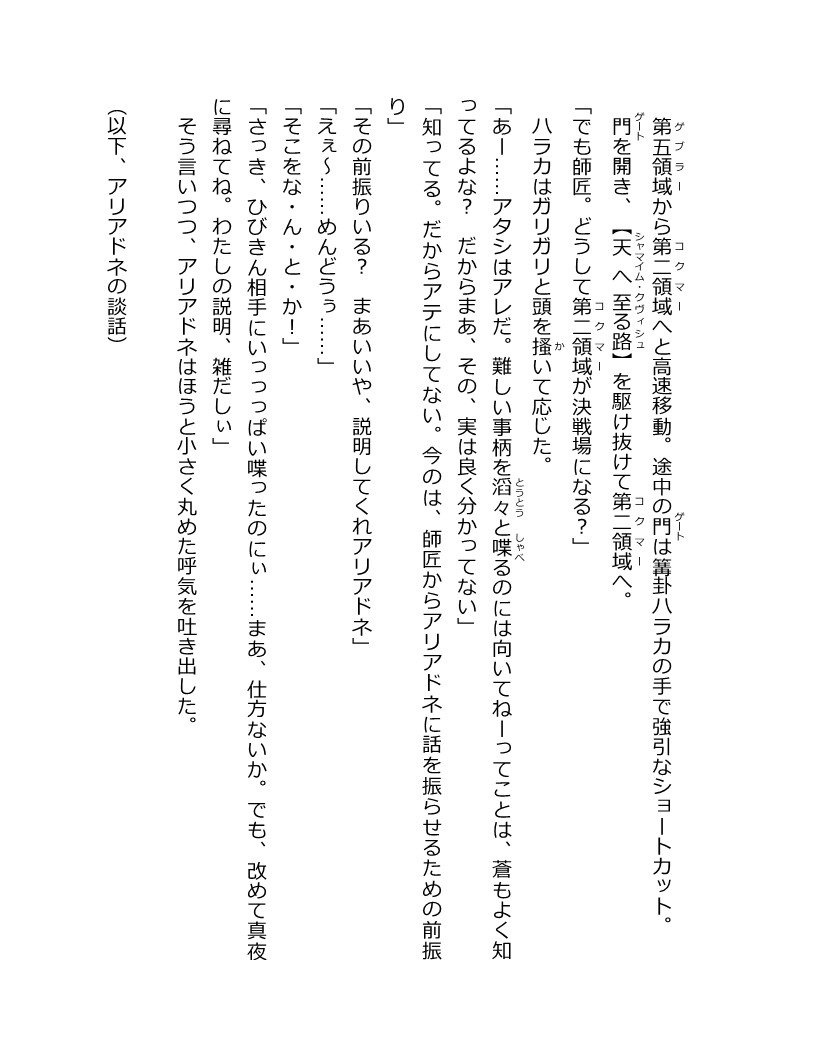 第五領域から第二領域へと高速移動。途中の門は篝卦ハラカの手で強引なショートカット。
門を開き、【天へ至る路】を駆け抜けて第二領域へ。
「でも師匠。どうして第二領域が決戦場になる？」
　ハラカはガリガリと頭を掻いて応じた。
「あー……アタシはアレだ。難しい事柄を滔々と喋るのには向いてねーってことは、蒼もよく知
ってるよな？　だからまあ、その、実は良く分かってない」
「知ってる。だからアテにしてない。今のは、師匠からアリアドネに話を振らせるための前振
り」
「その前振りいる？　まあいいや、説明してくれアリアドネ」
「えぇ～……めんどうぅ……」
「そこをな・ん・と・か！」
「さっき、ひびきん相手にいっっっぱい喋ったのにぃ……まあ、仕方ないか。でも、改めて真夜
に尋ねてね。わたしの説明、雑だしぃ」
　そう言いつつ、アリアドネはほうと小さく丸めた呼気を吐き出した。
（以下、アリアドネの談話）